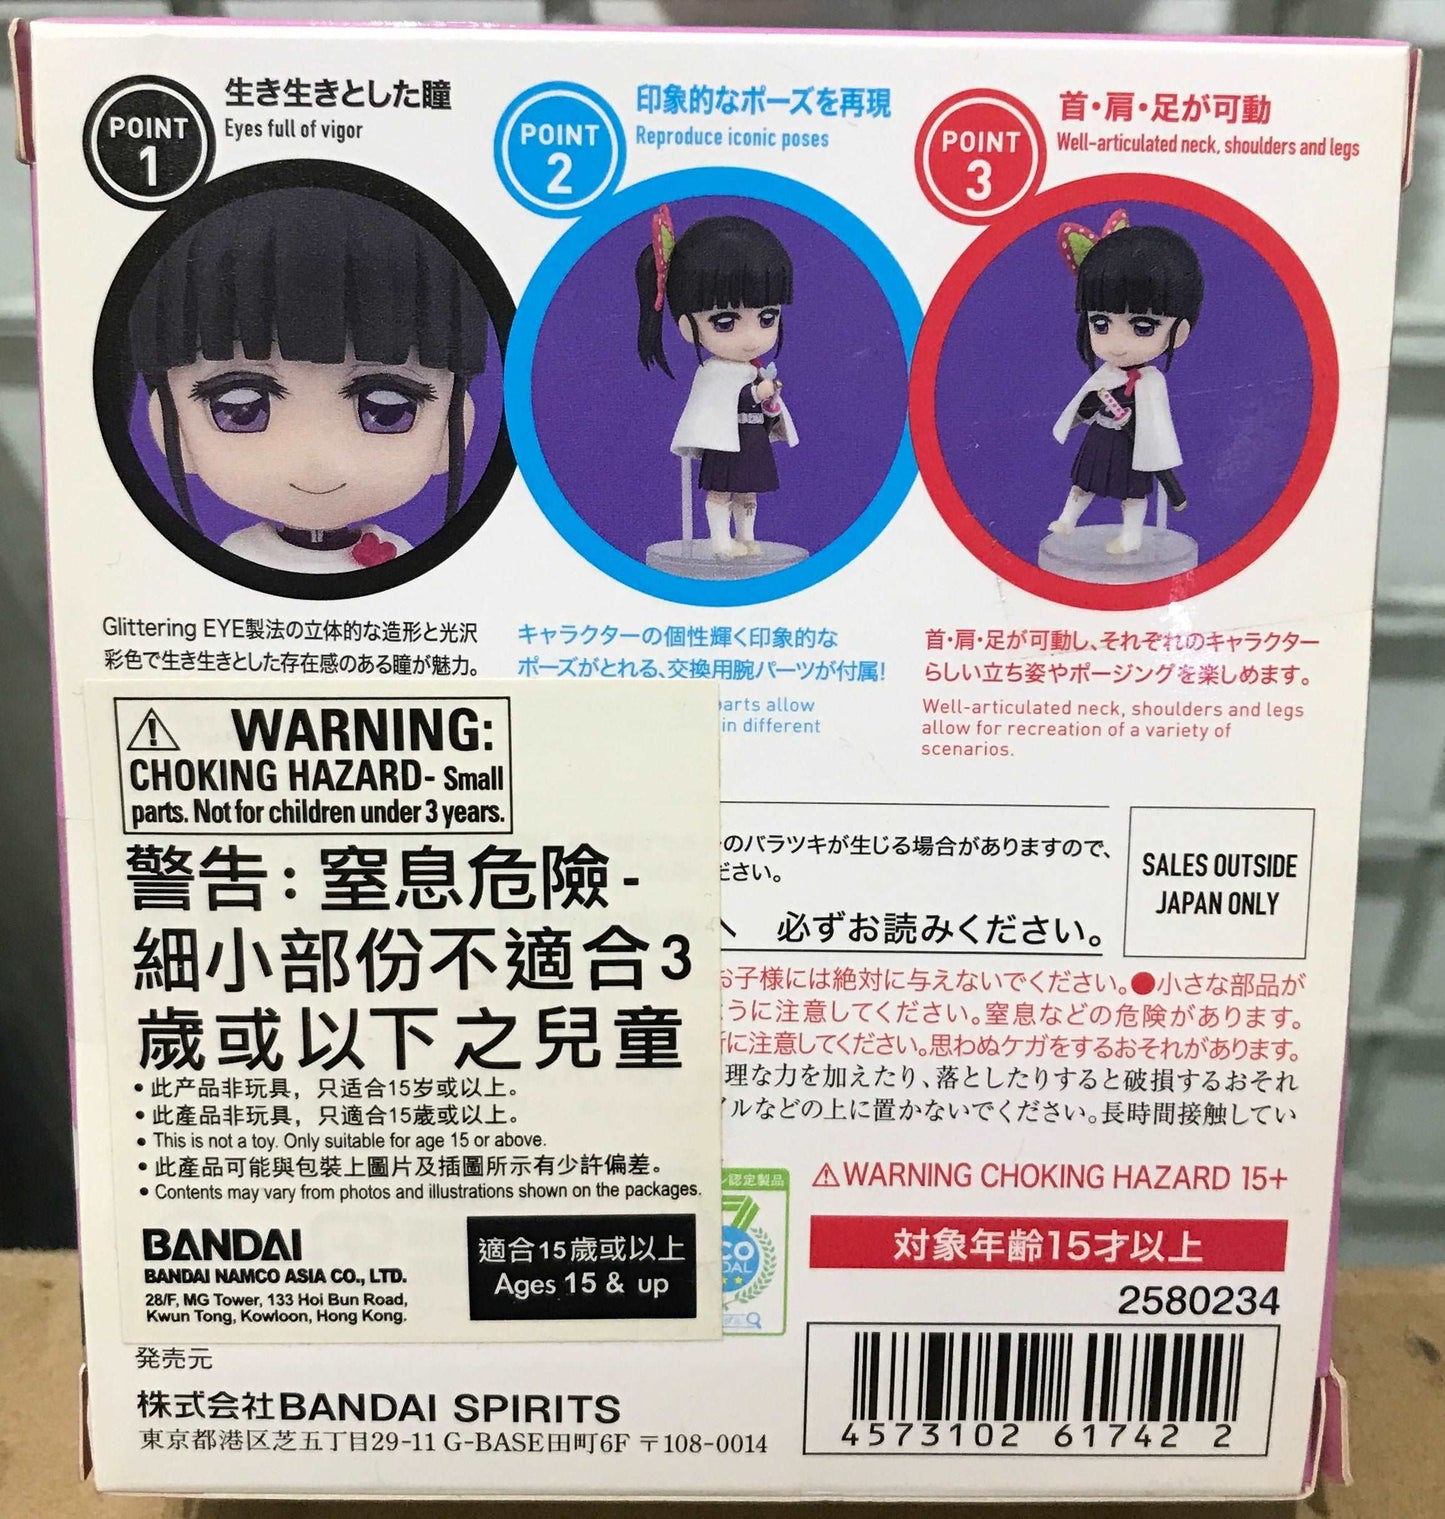 POINT
1
生き生きとした瞳
Eyes full of vigor
POINT
2
印象的なポーズを再現
Reproduce iconic poses
POINT
3
首・肩・足が可動
Well-articulated neck, shoulders and legs
Glittering EYE製法の立体的な造形と光沢
彩色で生き生きとした存在感のある瞳が魅力。
キャラクターの個性輝く印象的な
ポーズがとれる、交換用腕パーツが付属!
parts allow
in different
首・肩・足が可動し、それぞれのキャラクター
らしい立ち姿やポージングを楽しめます。
Well-articulated neck, shoulders and legs
allow for recreation of a variety of
scenarios.
⚠ WARNING:
CHOKING HAZARD- Small
parts. Not for children under 3 years.
警告:窒息危險-
細小部份不適合3
歲或以下之兒童
• 此产品非玩具，只适合15岁或以上。
• 此產品非玩具，只適合15歲或以上。
• This is not a toy. Only suitable for age 15 or above.
• 此產品可能與包裝上圖片及插圖所示有少許偏差。
• Contents may vary from photos and illustrations shown on the packages.
BANDAI
BANDAI NAMCO ASIA CO., LTD.
28/F, MG Tower, 133 Hoi Bun Road,
Kwun Tong, Kowloon, Hong Kong.
適合15歲或以上
Ages 15 & up
のバラツキが生じる場合がありますので、
ださい。
SALES OUTSIDE
JAPAN ONLY
へ 必ずお読みください。
お子様には絶対に与えないでください。●小さな部品が
うに注意してください。窒息などの危険があります。
に注意してください。思わぬケガをするおそれがあります。
理な力を加えたり、落としたりすると破損するおそれ
イルなどの上に置かないでください。長時間接触してい
認定製品
⚠WARNING CHOKING HAZARD 15+
対象年齢15才以上
2580234
4573102 61742 2
発売元
株式会社BANDAI SPIRITS
東京都港区芝五丁目29-11 G-BASE田町6F 〒108-0014